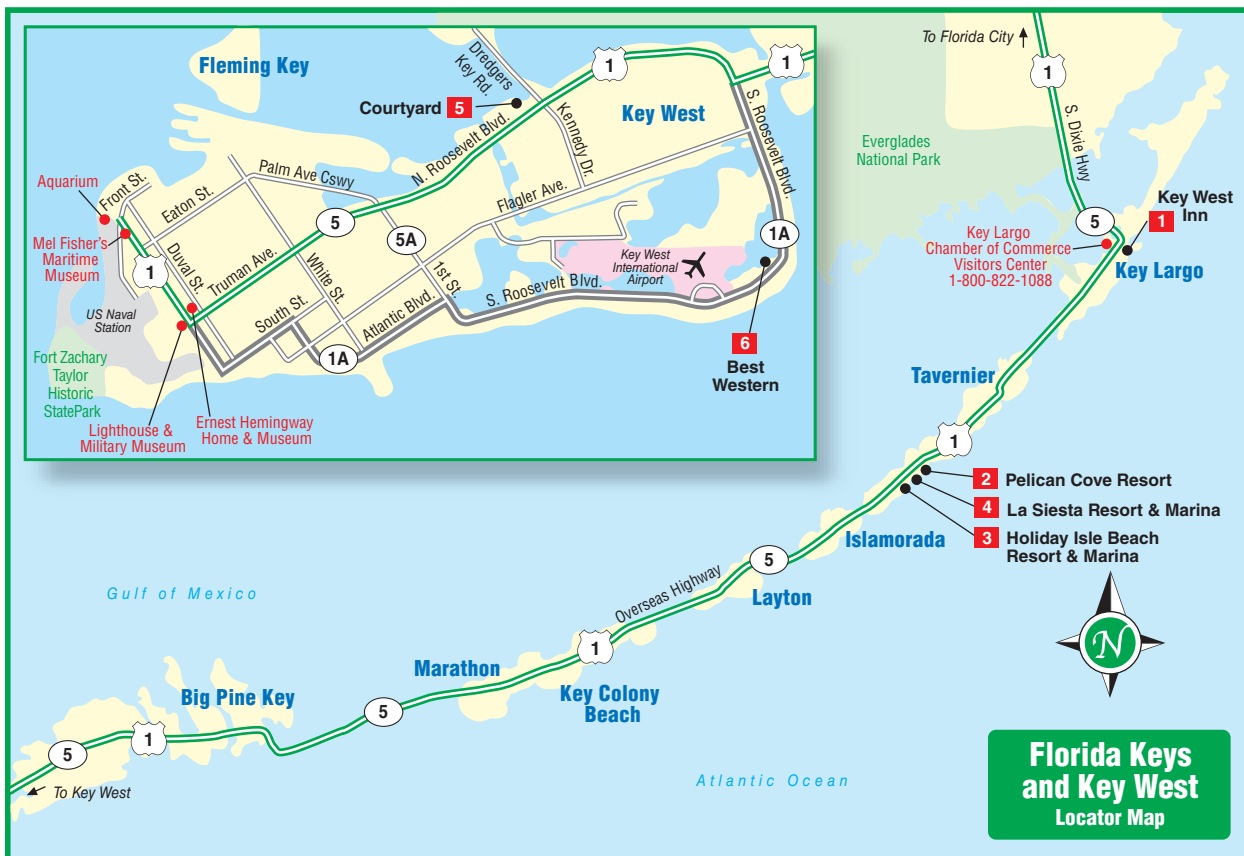 Fleming Key
Dredgers
Key Rd.
1
1
Courtyard 5
Key West
Kennedy Dr.
N. Roosevelt Blvd.
S. Roosevelt Blvd.
Palm Ave Cswy
Aquarium
Front St.
Eaton St.
Flagler Ave.
5
5A
1A
Mel Fisher's
Maritime
Museum
1
Duval St.
Truman Ave.
White St.
1st St.
Key West
International
Airport
S. Roosevelt Blvd.
US Naval
Station
South St.
Atlantic Blvd.
1A
6
Best
Western
Fort Zachary
Taylor
Historic
StatePark
Ernest Hemingway
Home & Museum
Lighthouse &
Military Museum
To Florida City
1
S. Dixie Hwy
Everglades
National Park
Key West
Inn
1
5
Key Largo
Chamber of Commerce
Visitors Center
1-800-822-1088
Key Largo
Tavernier
1
2 Pelican Cove Resort
4 La Siesta Resort & Marina
3 Holiday Isle Beach
Resort & Marina
Islamorada
5
Layton
Overseas Highway
Gulf of Mexico
N
1
Marathon
Key Colony
Beach
Big Pine Key
5
1
5
To Key West
Atlantic Ocean
Florida Keys
and Key West
Locator Map